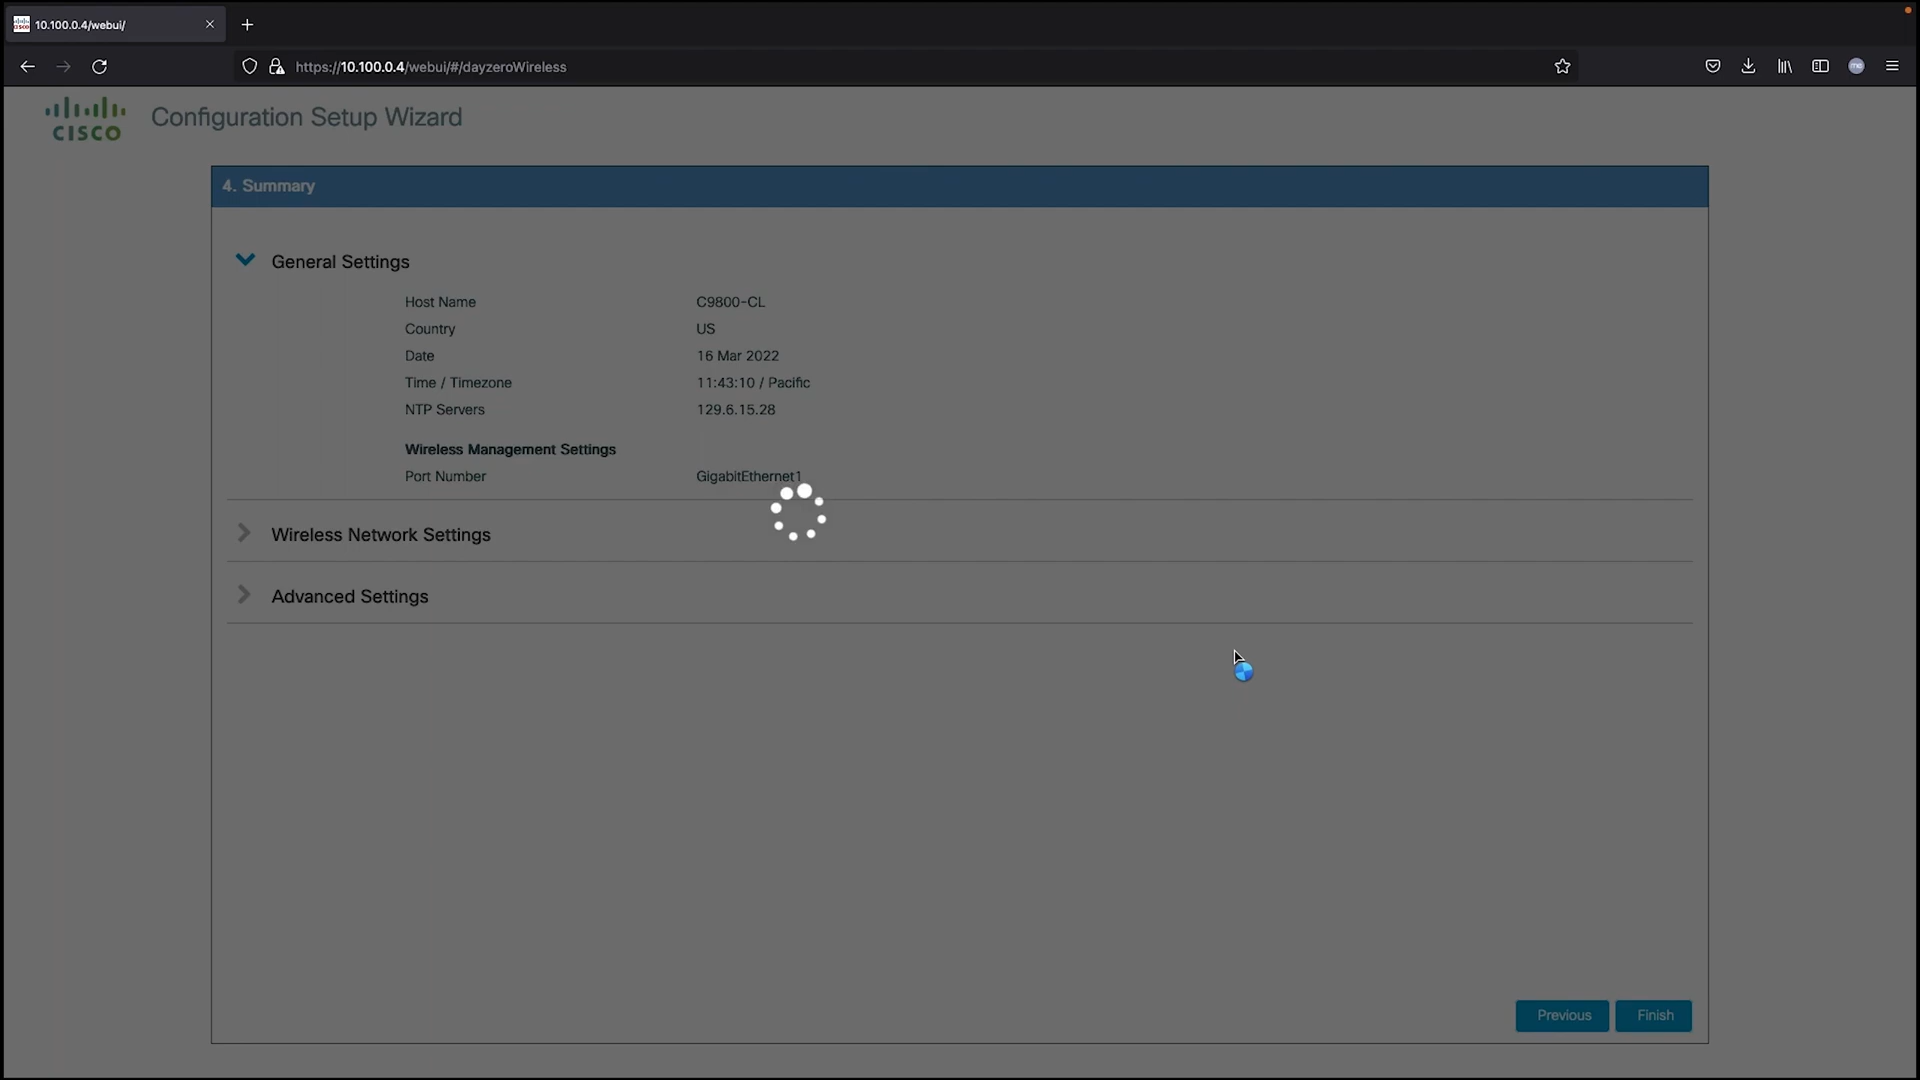 10.100.0.4/webui/
https://10.100.0.4/webui/#/dayzeroWireless
CISCO
Configuration Setup Wizard
4. Summary
General Settings
Host Name C9800-CL
Country US
Date 16 Mar 2022
Time / Timezone 11:43:10 / Pacific
NTP Servers 129.6.15.28
Wireless Management Settings
Port Number GigabitEthernet1
Wireless Network Settings
Advanced Settings
Previous Finish